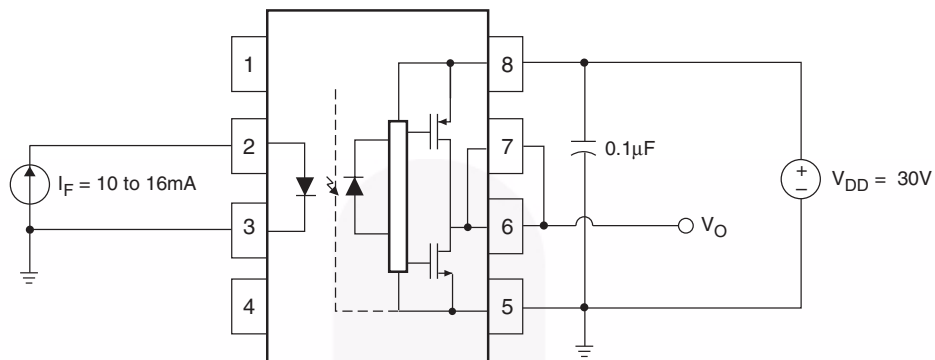 1
8
2
7
I_F = 10 to 16mA
0.1μF
+
–
V_DD = 30V
3
6
V_O
4
5